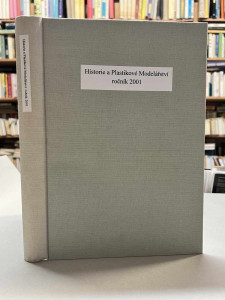 Historie a Plastikové Modelářství
ročník 2001